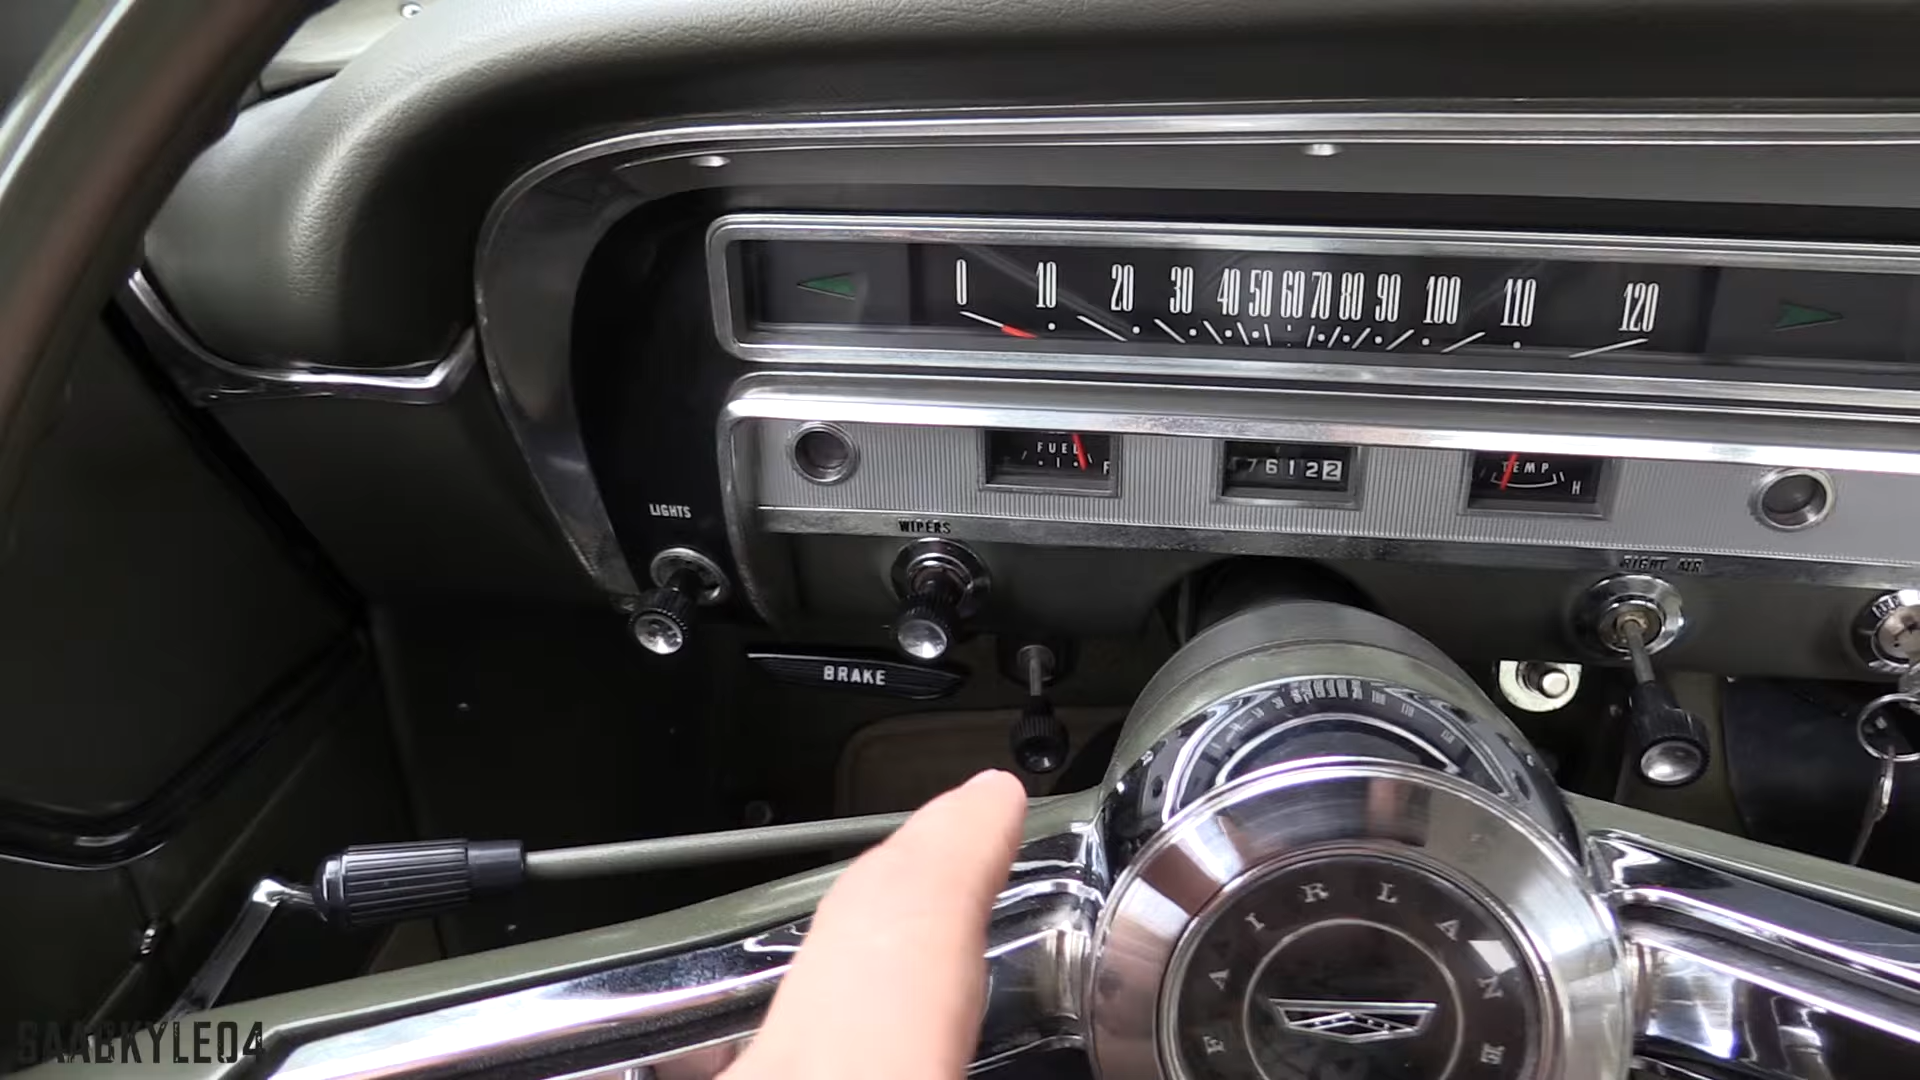 0 10 20 30 40 50 60 70 80 90 100 110 120
FUEL F
76122
TEMP H
LIGHTS
WIPERS
RIGHT AIR
BRAKE
FAIRLANE
SAABKYLE04